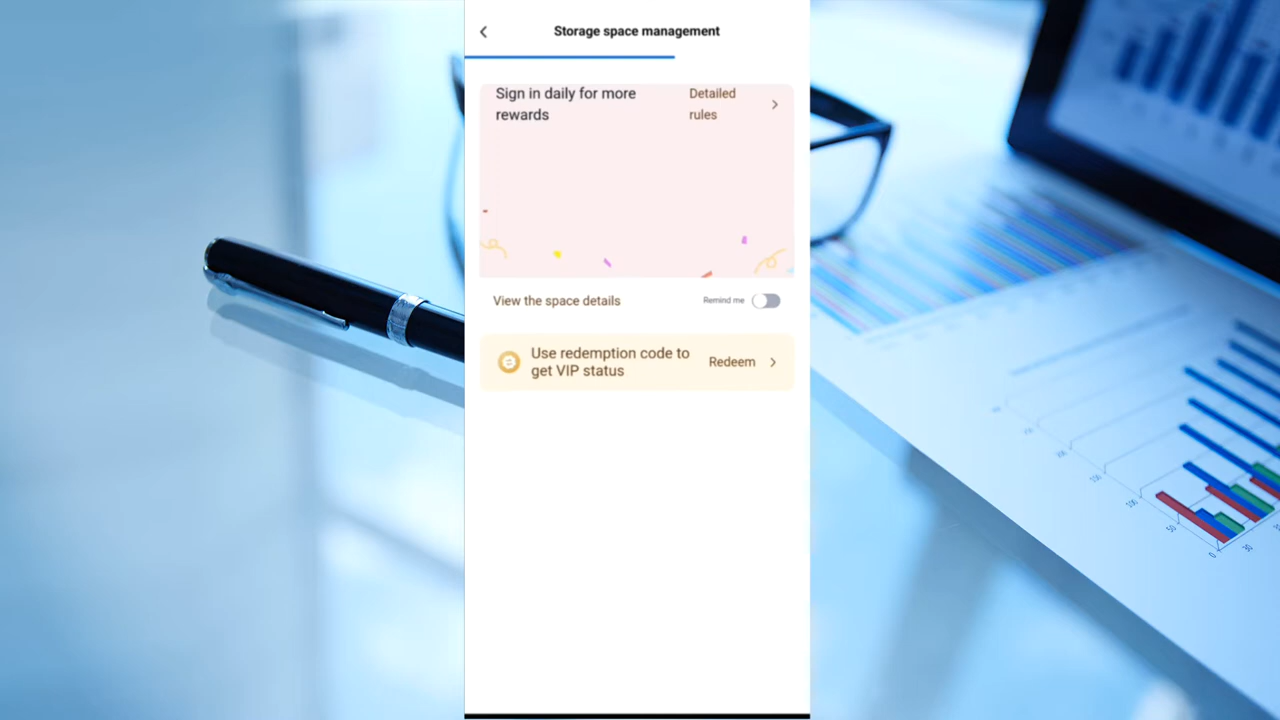 Storage space management
Sign in daily for more
rewards
Detailed
rules
View the space details
Remind me
Use redemption code to
get VIP status
Redeem